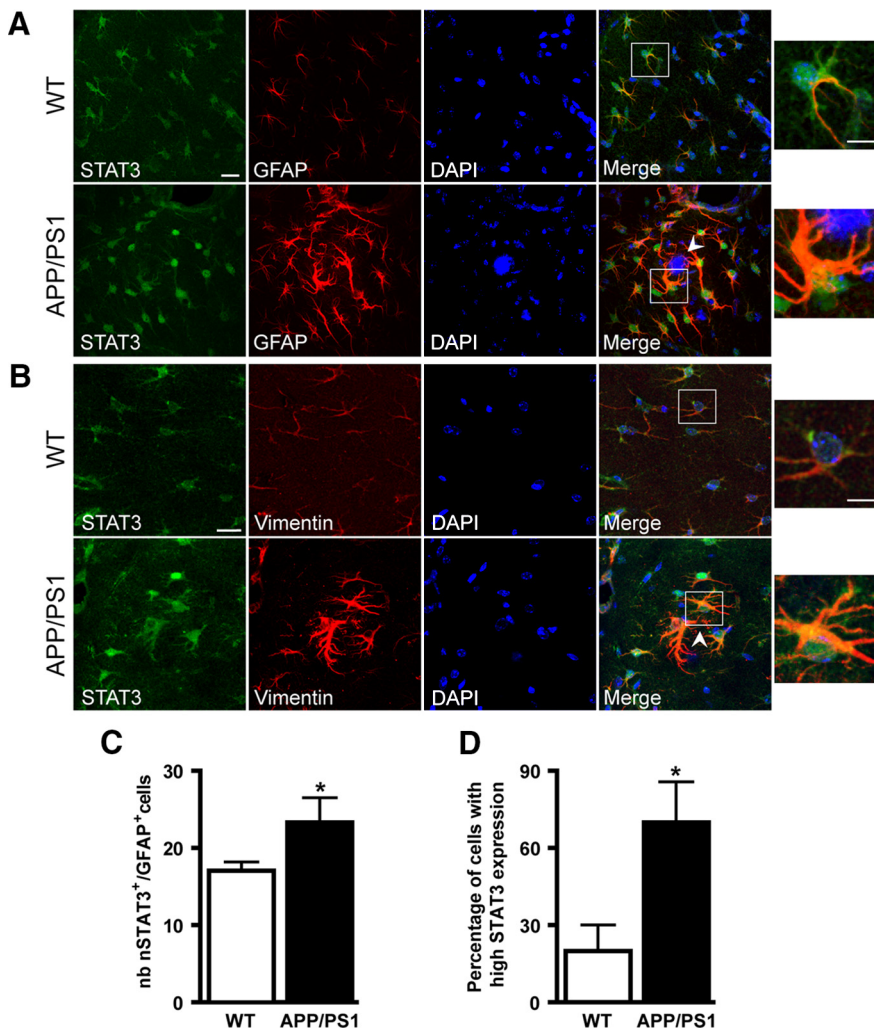 A
WT
STAT3
GFAP
DAPI
Merge
APP/PS1
STAT3
GFAP
DAPI
Merge
B
WT
STAT3
Vimentin
DAPI
Merge
APP/PS1
STAT3
Vimentin
DAPI
Merge
C
nb nSTAT3⁺/GFAP⁺cells
30
20
10
0
*
WT
APP/PS1
D
Percentage of cells with
high STAT3 expression
90
60
30
0
*
WT
APP/PS1